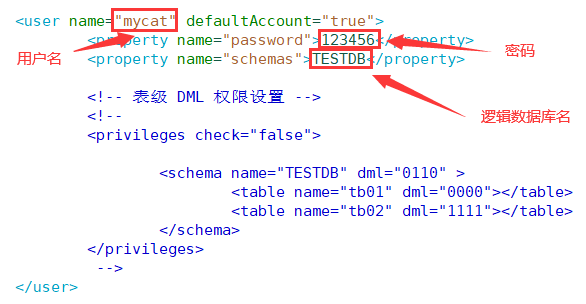 <user name="mycat" defaultAccount="true">
<property name="password">123456</property>
密码
用户名
<property name="schemas">TESTDB</property>
<!-- 表级 DML 权限设置 -->
<!--
逻辑数据库名
<privileges check="false">
<schema name="TESTDB" dml="0110" >
<table name="tb01" dml="0000"></table>
<table name="tb02" dml="1111"></table>
</schema>
</privileges>
-->
</user>